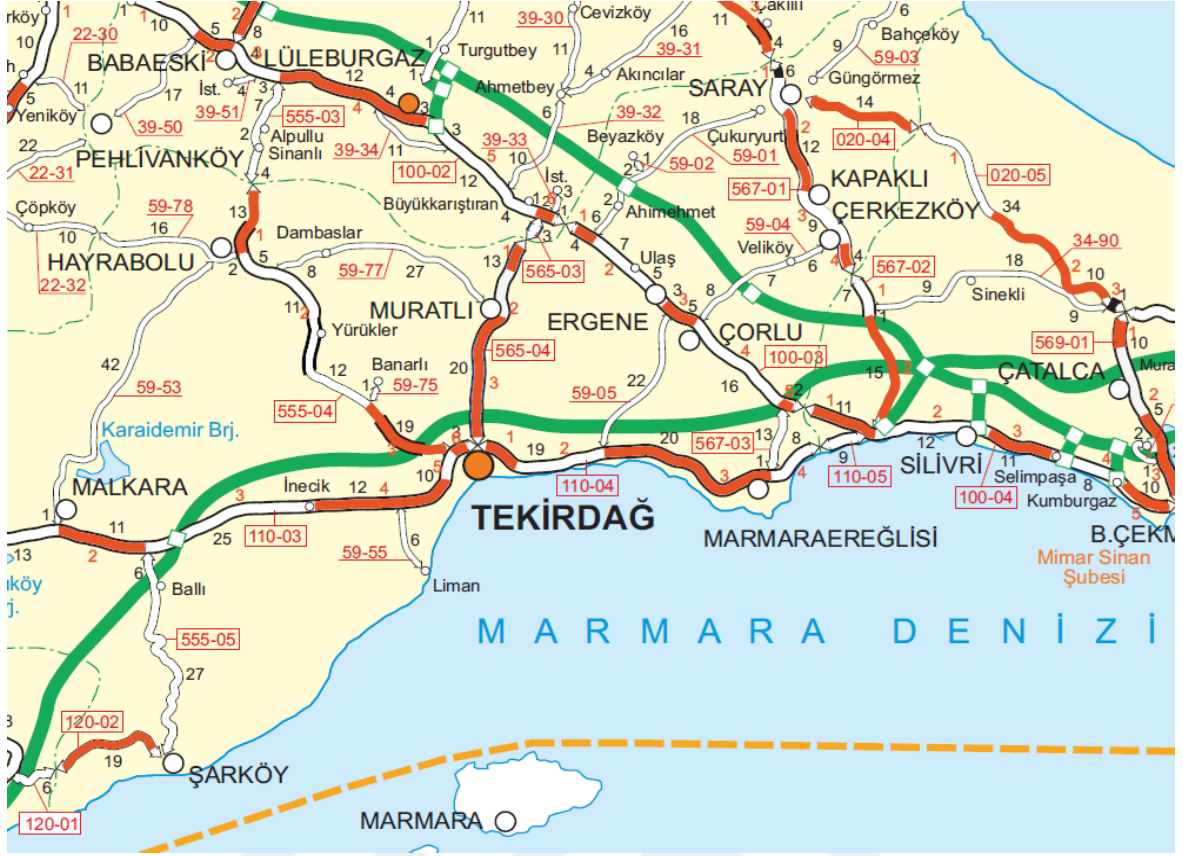 Cevizköy
Çakıllı
Bahçeköy
22-30
39-30
Turgutbey
39-31
59-03
BABAESKİ
LÜLEBURGAZ
Akıncılar
Güngörmez
İst.
Ahmetbey
SARAY
Yeniköy
39-51
555-03
39-32
020-04
39-50
Alpullu
Sinanlı
39-34
39-33
Beyazköy
Çukuryurt
PEHLİVANKÖY
100-02
59-02
59-01
567-01
KAPAKLI
020-05
22-31
Büyükkarıştıran
İst.
Ahimehmet
59-04
ÇERKEZKÖY
Çöpköy
59-78
Dambaslar
Veliköy
34-90
HAYRABOLU
59-77
565-03
Ulaş
567-02
Sinekli
22-32
MURATLI
ERGENE
ÇORLU
569-01
Yürükler
565-04
100-03
59-53
Banarlı
59-75
59-05
ÇATALCA
Mura
555-04
Karaidemir Brj.
567-03
MALKARA
İnecik
SİLİVRİ
Selimpaşa
110-04
110-05
100-04
Kumburgaz
TEKİRDAĞ
110-03
MARMARAEREĞLİSİ
B.ÇEKM
59-55
Mimar Sinan
Şubesi
Ballı
Liman
MARMARA DENİZİ
555-05
120-02
ŞARKÖY
120-01
MARMARA